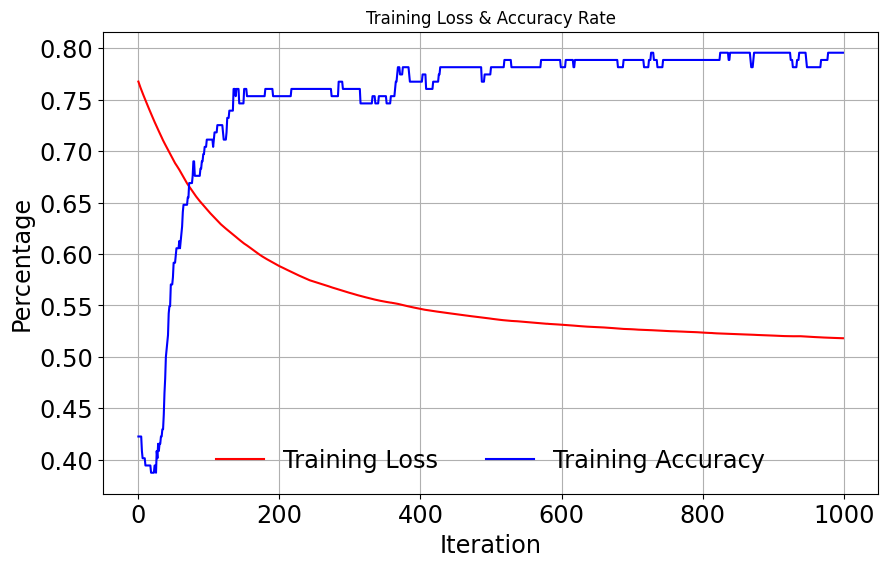 Training Loss & Accuracy Rate
0.80
0.75
0.70
0.65
0.60
0.55
0.50
0.45
0.40
Percentage
Training Loss
Training Accuracy
0 200 400 600 800 1000
Iteration